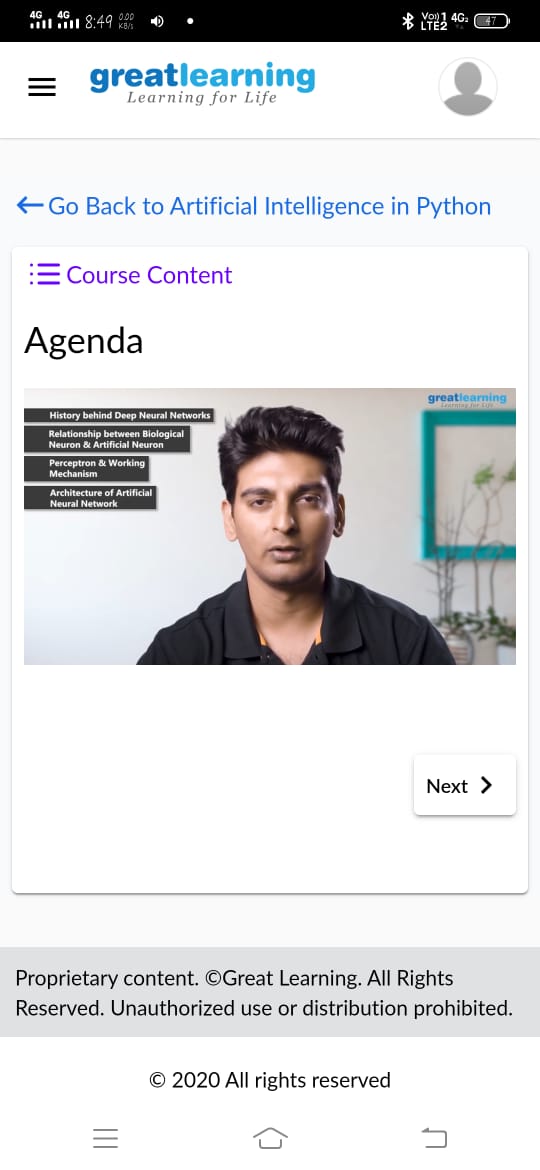 4G 4G 8:49 0.00 KB/s
Vo)) 1 4G2 47
LTE2
greatlearning
Learning for Life
Go Back to Artificial Intelligence in Python
Course Content
Agenda
greatlearning
Learning for Life
History behind Deep Neural Networks
Relationship between Biological
Neuron & Artificial Neuron
Perceptron & Working
Mechanism
Architecture of Artificial
Neural Network
Next
Proprietary content. ©Great Learning. All Rights
Reserved. Unauthorized use or distribution prohibited.
© 2020 All rights reserved